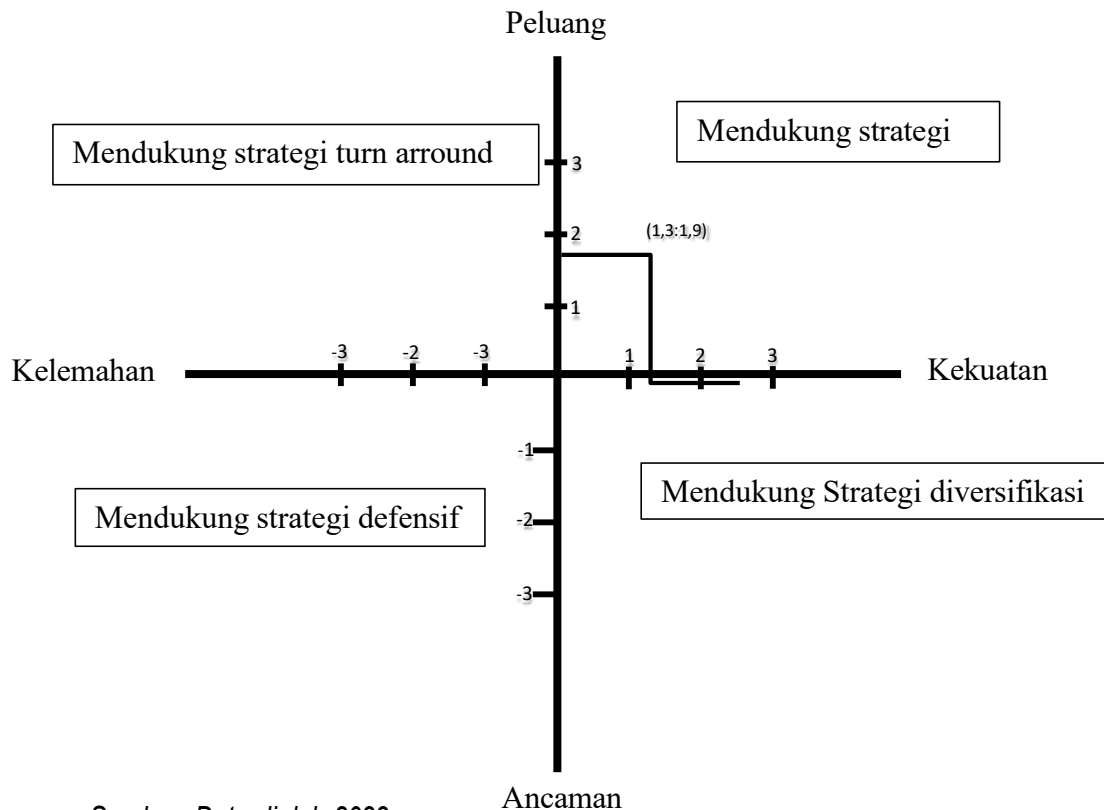 Peluang
Mendukung strategi
Mendukung strategi turn arround
3
2
(1,3:1,9)
1
-3
-2
-3
1
2
3
Kelemahan
Kekuatan
-1
Mendukung Strategi diversifikasi
Mendukung strategi defensif
-2
-3
Ancaman